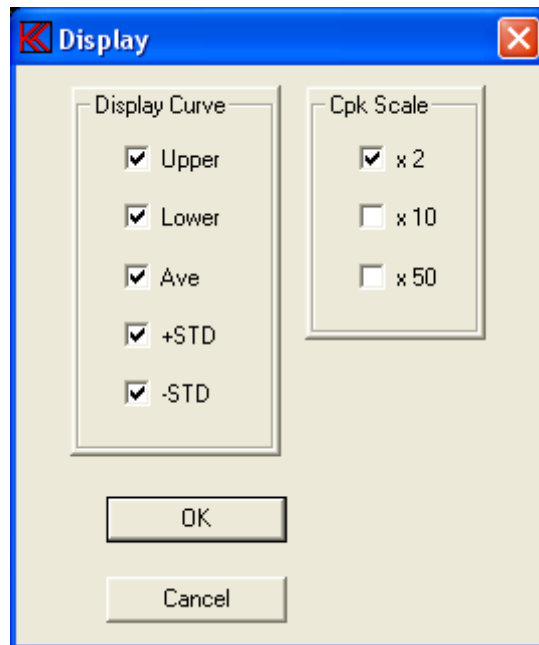 Display
Display Curve
Upper
Lower
Ave
+STD
-STD
Cpk Scale
x 2
x 10
x 50
OK
Cancel